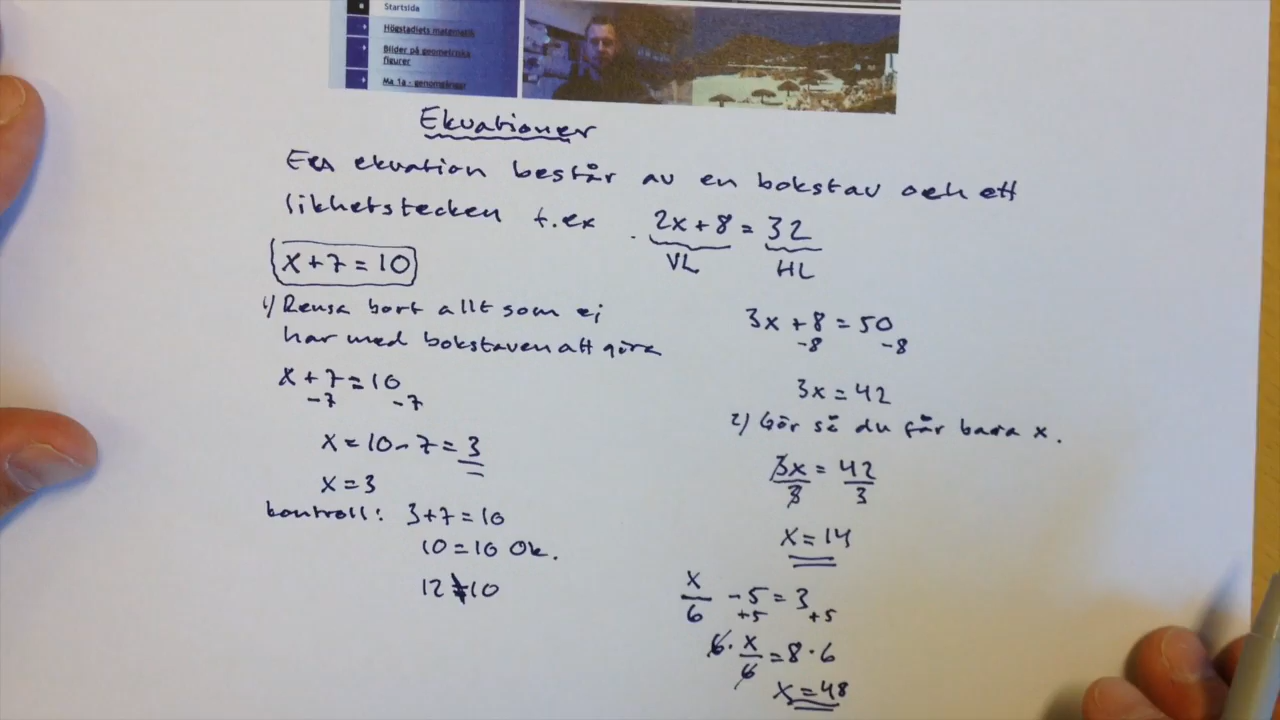 Startsida
Högstadiets matematik
Bilder på geometriska
figurer
Ma 1a - genomgångar
Ekvationer
En ekvation består av en bokstav och ett
likhetstecken t.ex 2x+8=32
VL HL
x+7=10
1) Rensa bort allt som ej
har med bokstaven att göra
x+7=10
-7 -7
x=10-7=3
x=3
kontroll: 3+7=10
10=10 Ok.
12≠10
3x+8=50
-8 -8
3x=42
2) Gör så du får bara x.
3x/3 = 42/3
x=14
x/6 -5=3
+5 +5
6·x/6=8·6
x=48